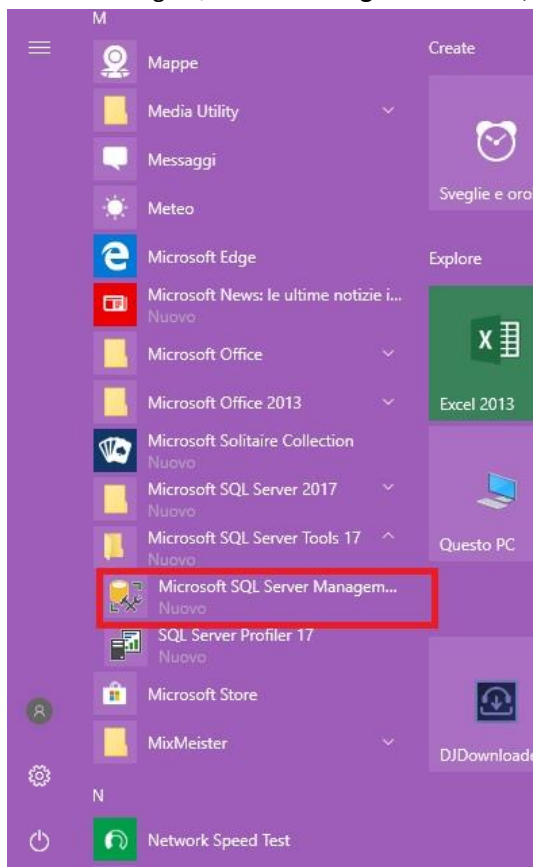 M
Mappe
Media Utility
Messaggi
Meteo
Microsoft Edge
Microsoft News: le ultime notizie i...
Nuovo
Microsoft Office
Microsoft Office 2013
Microsoft Solitaire Collection
Nuovo
Microsoft SQL Server 2017
Nuovo
Microsoft SQL Server Tools 17
Nuovo
Microsoft SQL Server Managem...
Nuovo
SQL Server Profiler 17
Nuovo
Microsoft Store
MixMeister
N
Network Speed Test
Create
Sveglie e oro
Explore
Excel 2013
Questo PC
DJDownloade